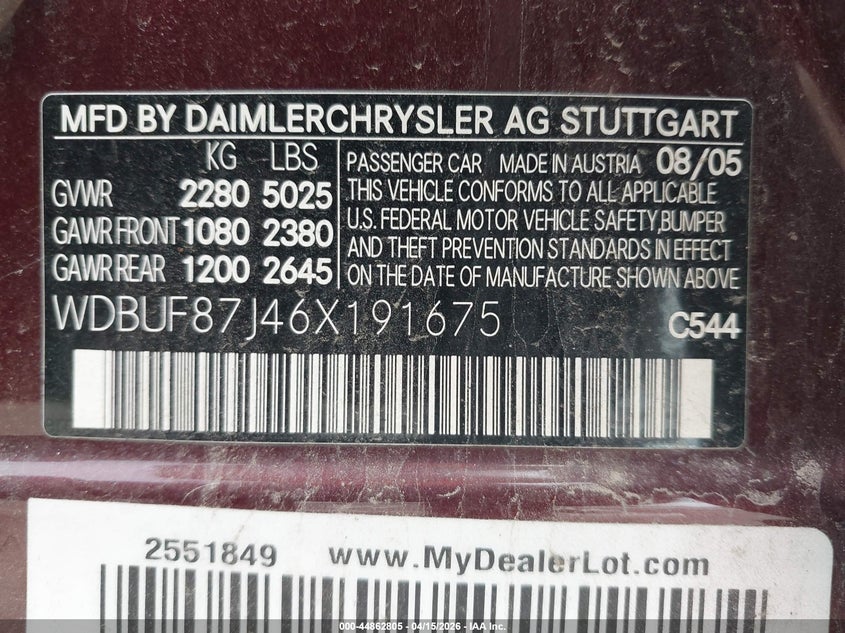 MFD BY DAIMLERCHRYSLER AG STUTTGART
KG LBS
GVWR 2280 5025
GAWR FRONT 1080 2380
GAWR REAR 1200 2645
PASSENGER CAR MADE IN AUSTRIA 08/05
THIS VEHICLE CONFORMS TO ALL APPLICABLE
U.S. FEDERAL MOTOR VEHICLE SAFETY,BUMPER
AND THEFT PREVENTION STANDARDS IN EFFECT
ON THE DATE OF MANUFACTURE SHOWN ABOVE
WDBUF87J46X191675 C544
2551849 www.MyDealerLot.com
000-44862805 - 04/15/2026 - IAA Inc.